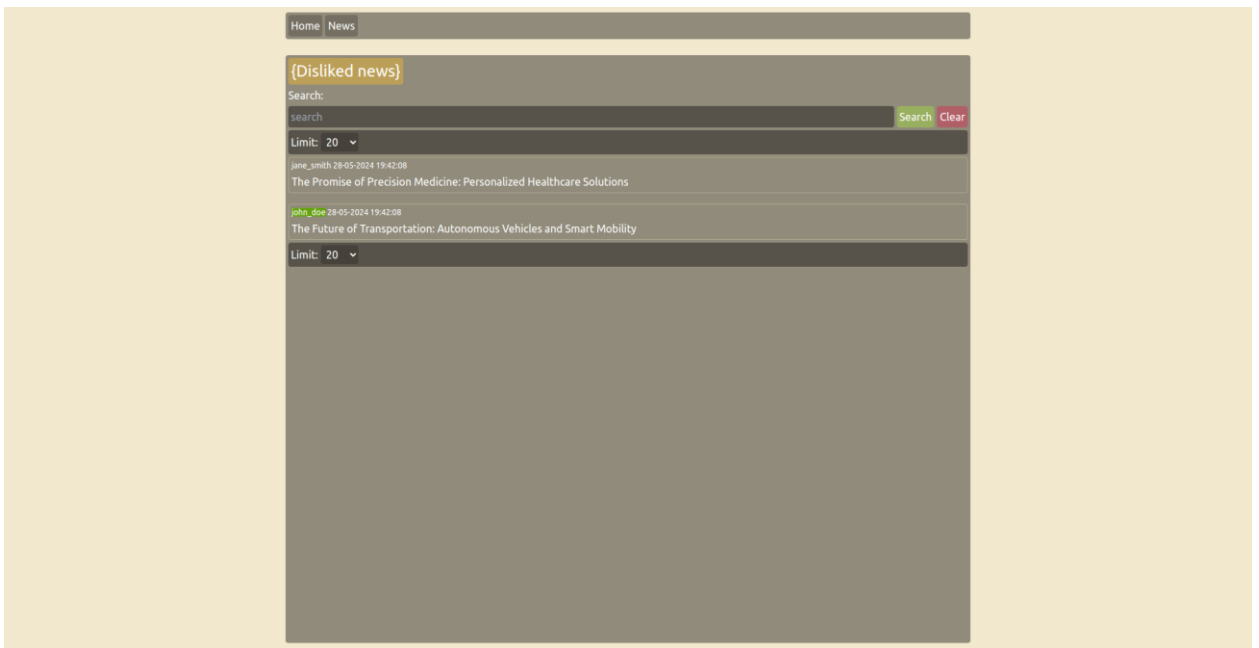 Home News
{Disliked news}
Search:
search Search Clear
Limit: 20
jane_smith 28-05-2024 19:42:08
The Promise of Precision Medicine: Personalized Healthcare Solutions
john_doe 28-05-2024 19:42:08
The Future of Transportation: Autonomous Vehicles and Smart Mobility
Limit: 20